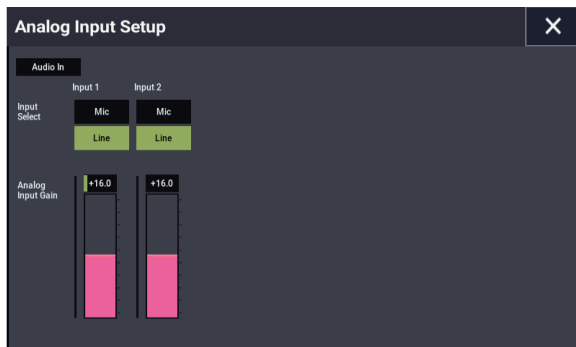 Analog Input Setup
Audio In
Input 1 Input 2
Input
Select
Mic Mic
Line Line
Analog
Input Gain
+16.0 +16.0